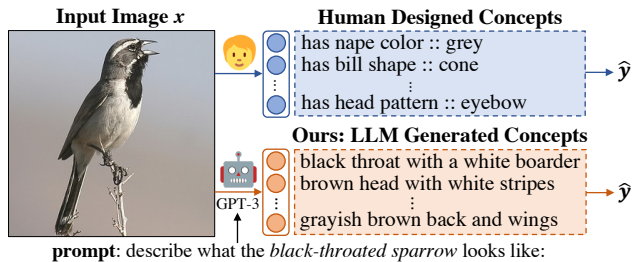 Input Image x
Human Designed Concepts
has nape color :: grey
has bill shape :: cone
⋮
has head pattern :: eyebow
ŷ
Ours: LLM Generated Concepts
GPT-3
black throat with a white boarder
brown head with white stripes
⋮
grayish brown back and wings
ŷ
prompt: describe what the black-throated sparrow looks like: